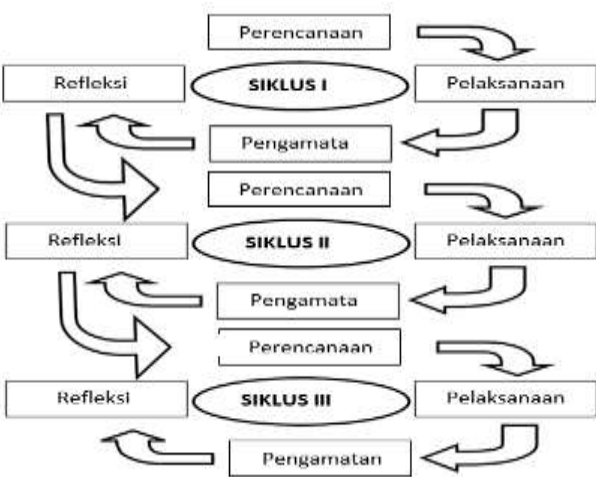 Perencanaan
Refleksi SIKLUS I Pelaksanaan
Pengamata
Perencanaan
Refleksi SIKLUS II Pelaksanaan
Pengamata
Perencanaan
Refleksi SIKLUS III Pelaksanaan
Pengamatan